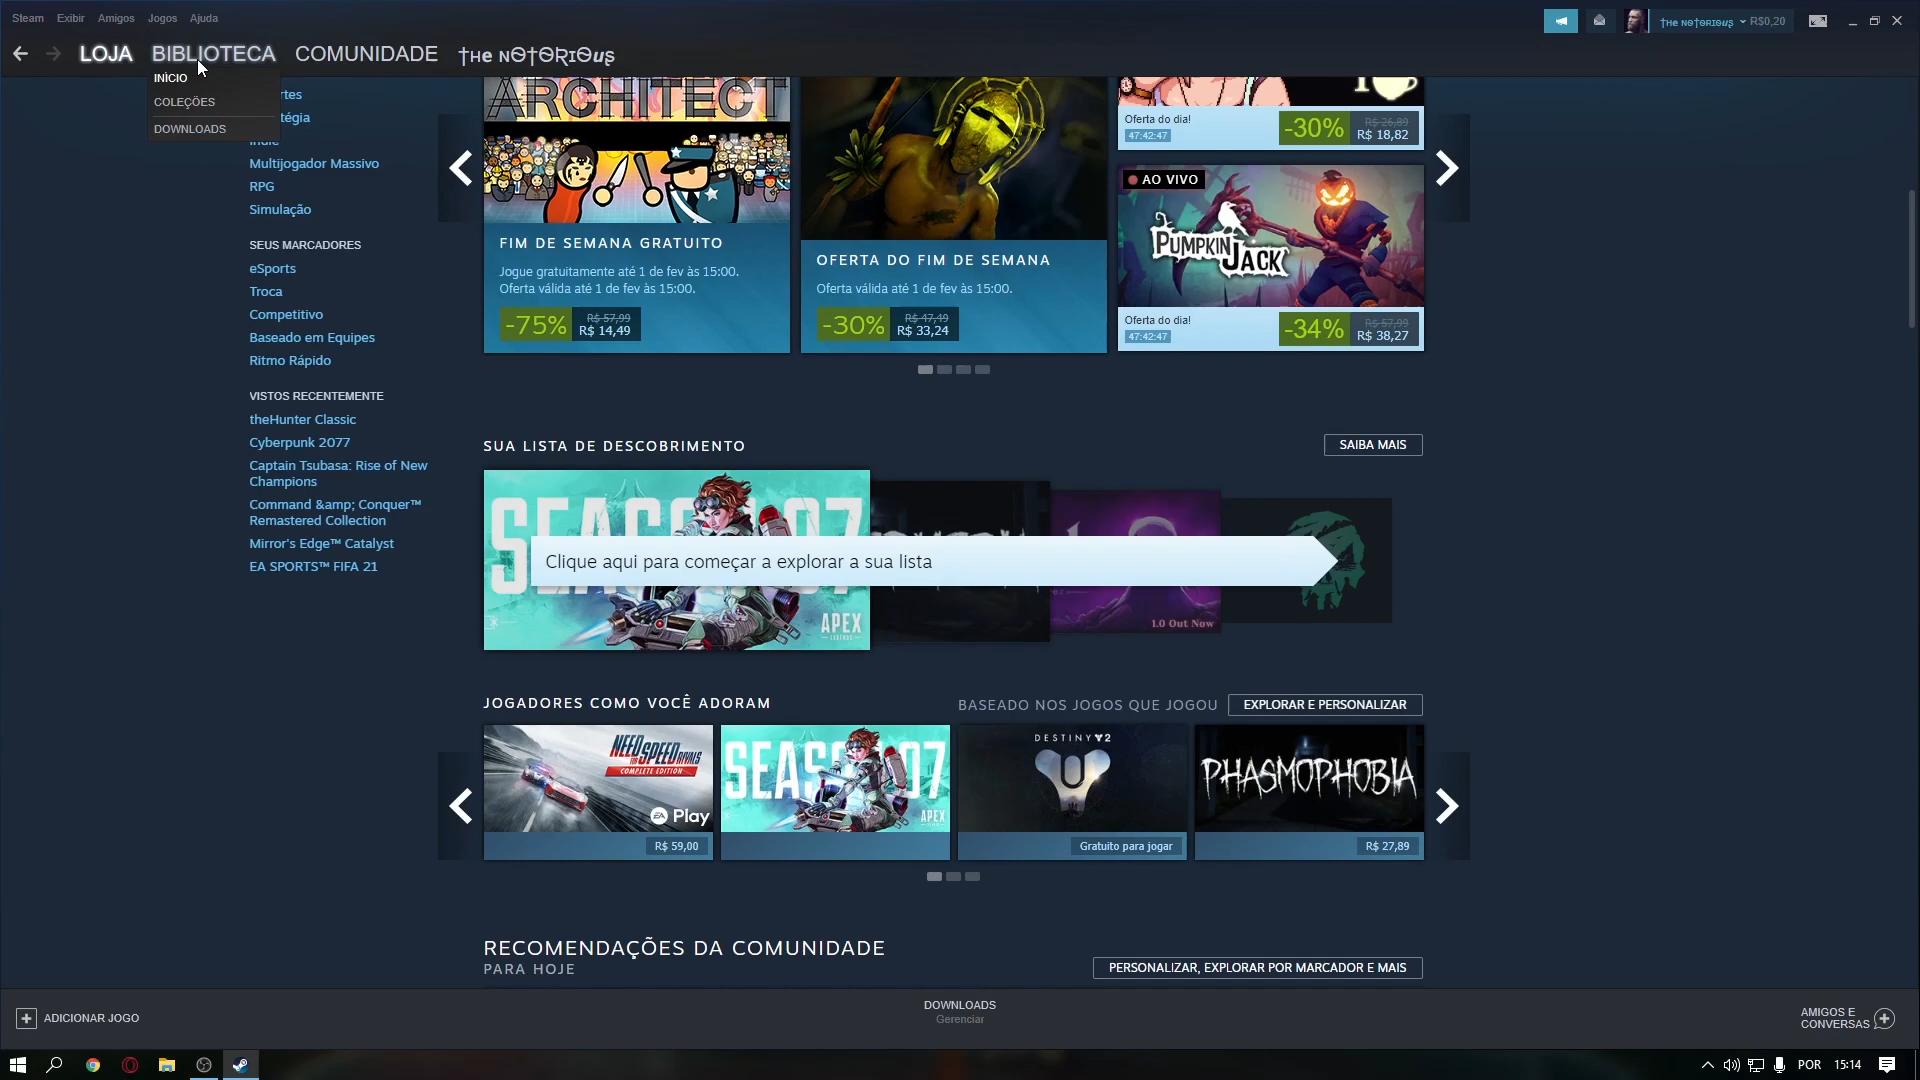 Steam Exibir Amigos Jogos Ajuda
R$0,20
LOJA BIBLIOTECA COMUNIDADE †ʜe ɴΘ†ΘƦɪΘuʂ
INÍCIO
COLEÇÕES
DOWNLOADS
Multijogador Massivo
RPG
Simulação
SEUS MARCADORES
eSports
Troca
Competitivo
Baseado em Equipes
Ritmo Rápido
VISTOS RECENTEMENTE
theHunter Classic
Cyberpunk 2077
Captain Tsubasa: Rise of New
Champions
Command &amp; Conquer™
Remastered Collection
Mirror's Edge™ Catalyst
EA SPORTS™ FIFA 21
ARCHITECT
FIM DE SEMANA GRATUITO
Jogue gratuitamente até 1 de fev às 15:00.
Oferta válida até 1 de fev às 15:00.
-75% R$ 57,99
R$ 14,49
OFERTA DO FIM DE SEMANA
Oferta válida até 1 de fev às 15:00.
-30% R$ 47,49
R$ 33,24
Oferta do dia!
47:42:47
-30% R$ 26,89
R$ 18,82
AO VIVO
PUMPKIN JACK
Oferta do dia!
47:42:47
-34% R$ 57,99
R$ 38,27
SUA LISTA DE DESCOBRIMENTO
SAIBA MAIS
Clique aqui para começar a explorar a sua lista
APEX
1.0 Out Now
JOGADORES COMO VOCÊ ADORAM
BASEADO NOS JOGOS QUE JOGOU
EXPLORAR E PERSONALIZAR
NEED FOR SPEED RIVALS
COMPLETE EDITION
EA Play
R$ 59,00
APEX
DESTINY 2
Gratuito para jogar
PHASMOPHOBIA
R$ 27,89
RECOMENDAÇÕES DA COMUNIDADE
PARA HOJE
PERSONALIZAR, EXPLORAR POR MARCADOR E MAIS
ADICIONAR JOGO
DOWNLOADS
Gerenciar
AMIGOS E
CONVERSAS
POR 15:14